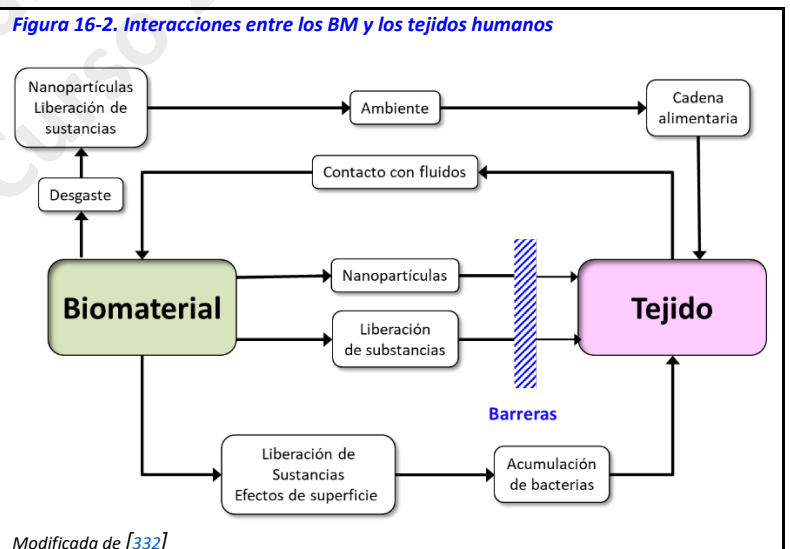 Figura 16-2. Interacciones entre los BM y los tejidos humanos
Nanopartículas
Liberación de
sustancias
Ambiente
Cadena
alimentaria
Contacto con fluidos
Desgaste
Biomaterial
Nanopartículas
Liberación
de substancias
Tejido
Barreras
Liberación de
Sustancias
Efectos de superficie
Acumulación
de bacterias
Modificada de [332]